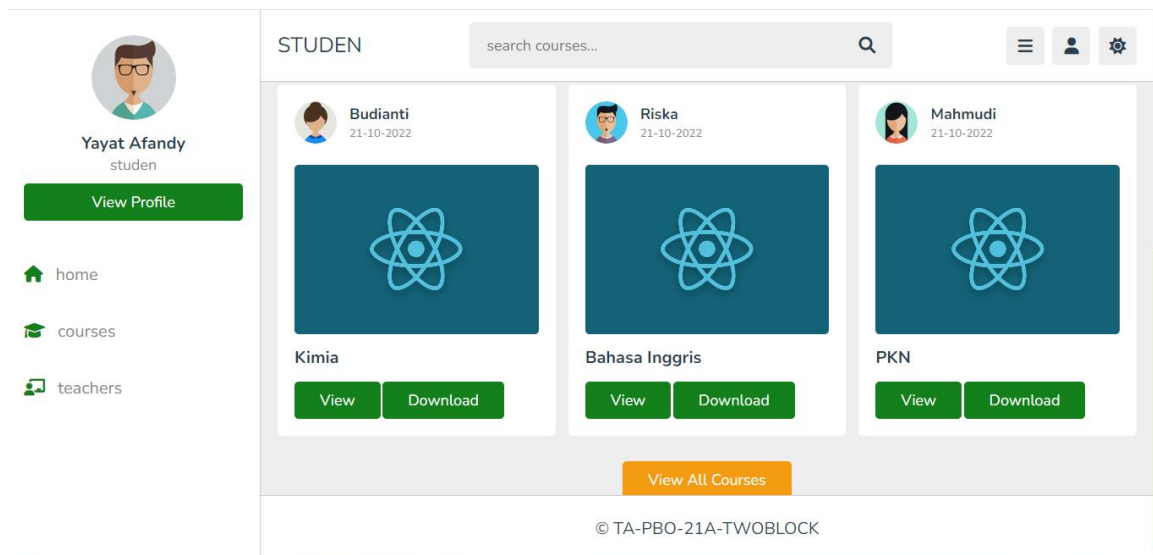 Yayat Afandy
studen
View Profile
home
courses
teachers
STUDEN
search courses...
Budianti
21-10-2022
Kimia
View
Download
Riska
21-10-2022
Bahasa Inggris
View
Download
Mahmudi
21-10-2022
PKN
View
Download
View All Courses
© TA-PBO-21A-TWOBLOCK